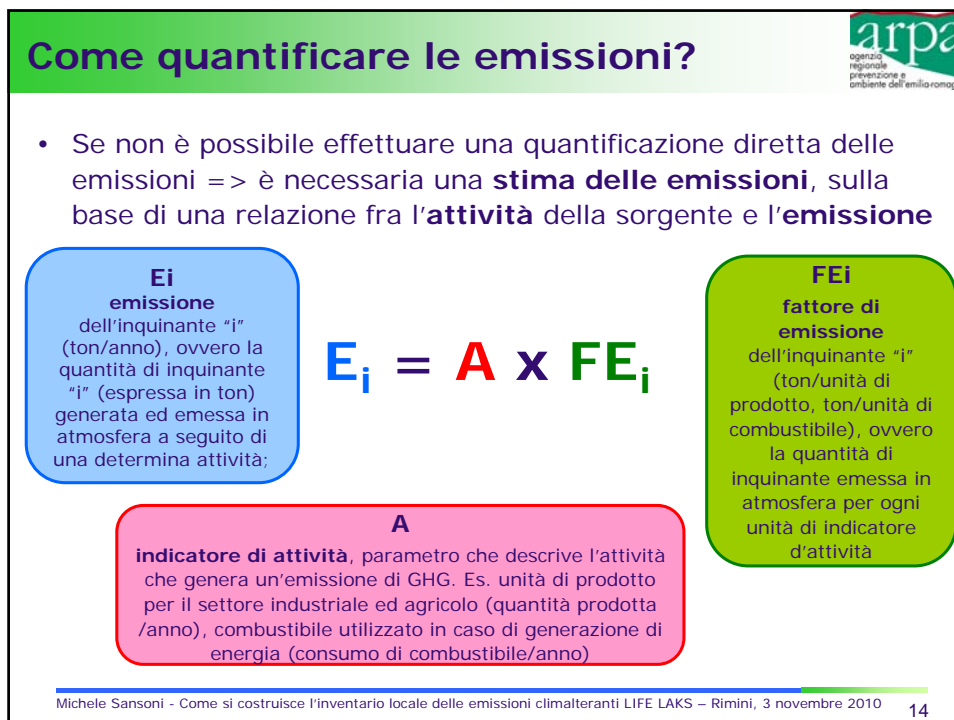 Come quantificare le emissioni?
arpa
agenzia
regionale
prevenzione e
ambiente dell'emilia-romag
• Se non è possibile effettuare una quantificazione diretta delle
emissioni => è necessaria una stima delle emissioni, sulla
base di una relazione fra l'attività della sorgente e l'emissione
Ei
emissione
dell'inquinante "i"
(ton/anno), ovvero la
quantità di inquinante
"i" (espressa in ton)
generata ed emessa in
atmosfera a seguito di
una determina attività;
Ei = A x FEi
FEi
fattore di
emissione
dell'inquinante "i"
(ton/unità di
prodotto, ton/unità di
combustibile), ovvero
la quantità di
inquinante emessa in
atmosfera per ogni
unità di indicatore
d'attività
A
indicatore di attività, parametro che descrive l'attività
che genera un'emissione di GHG. Es. unità di prodotto
per il settore industriale ed agricolo (quantità prodotta
/anno), combustibile utilizzato in caso di generazione di
energia (consumo di combustibile/anno)
Michele Sansoni - Come si costruisce l'inventario locale delle emissioni climalteranti LIFE LAKS – Rimini, 3 novembre 2010
14